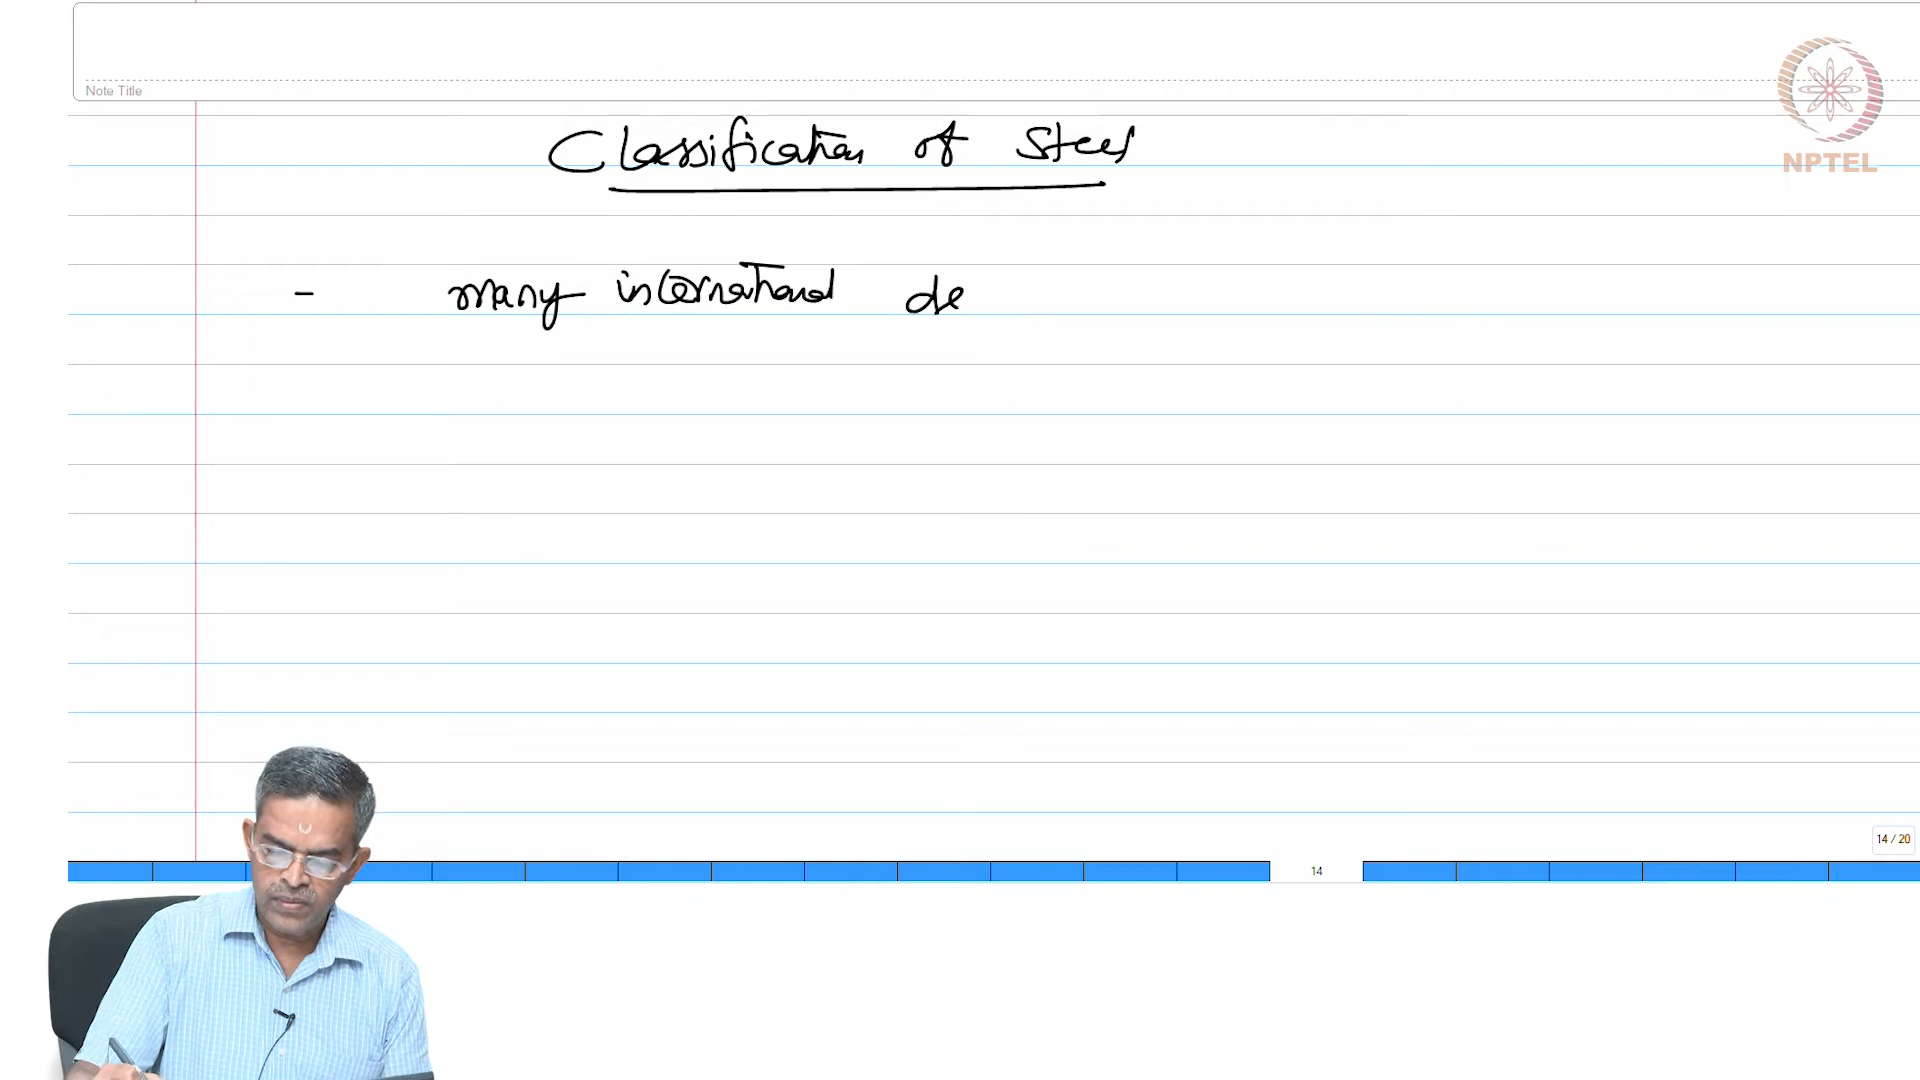 Note Title
NPTEL
Classification of Steel
- many international de
14 / 20
14